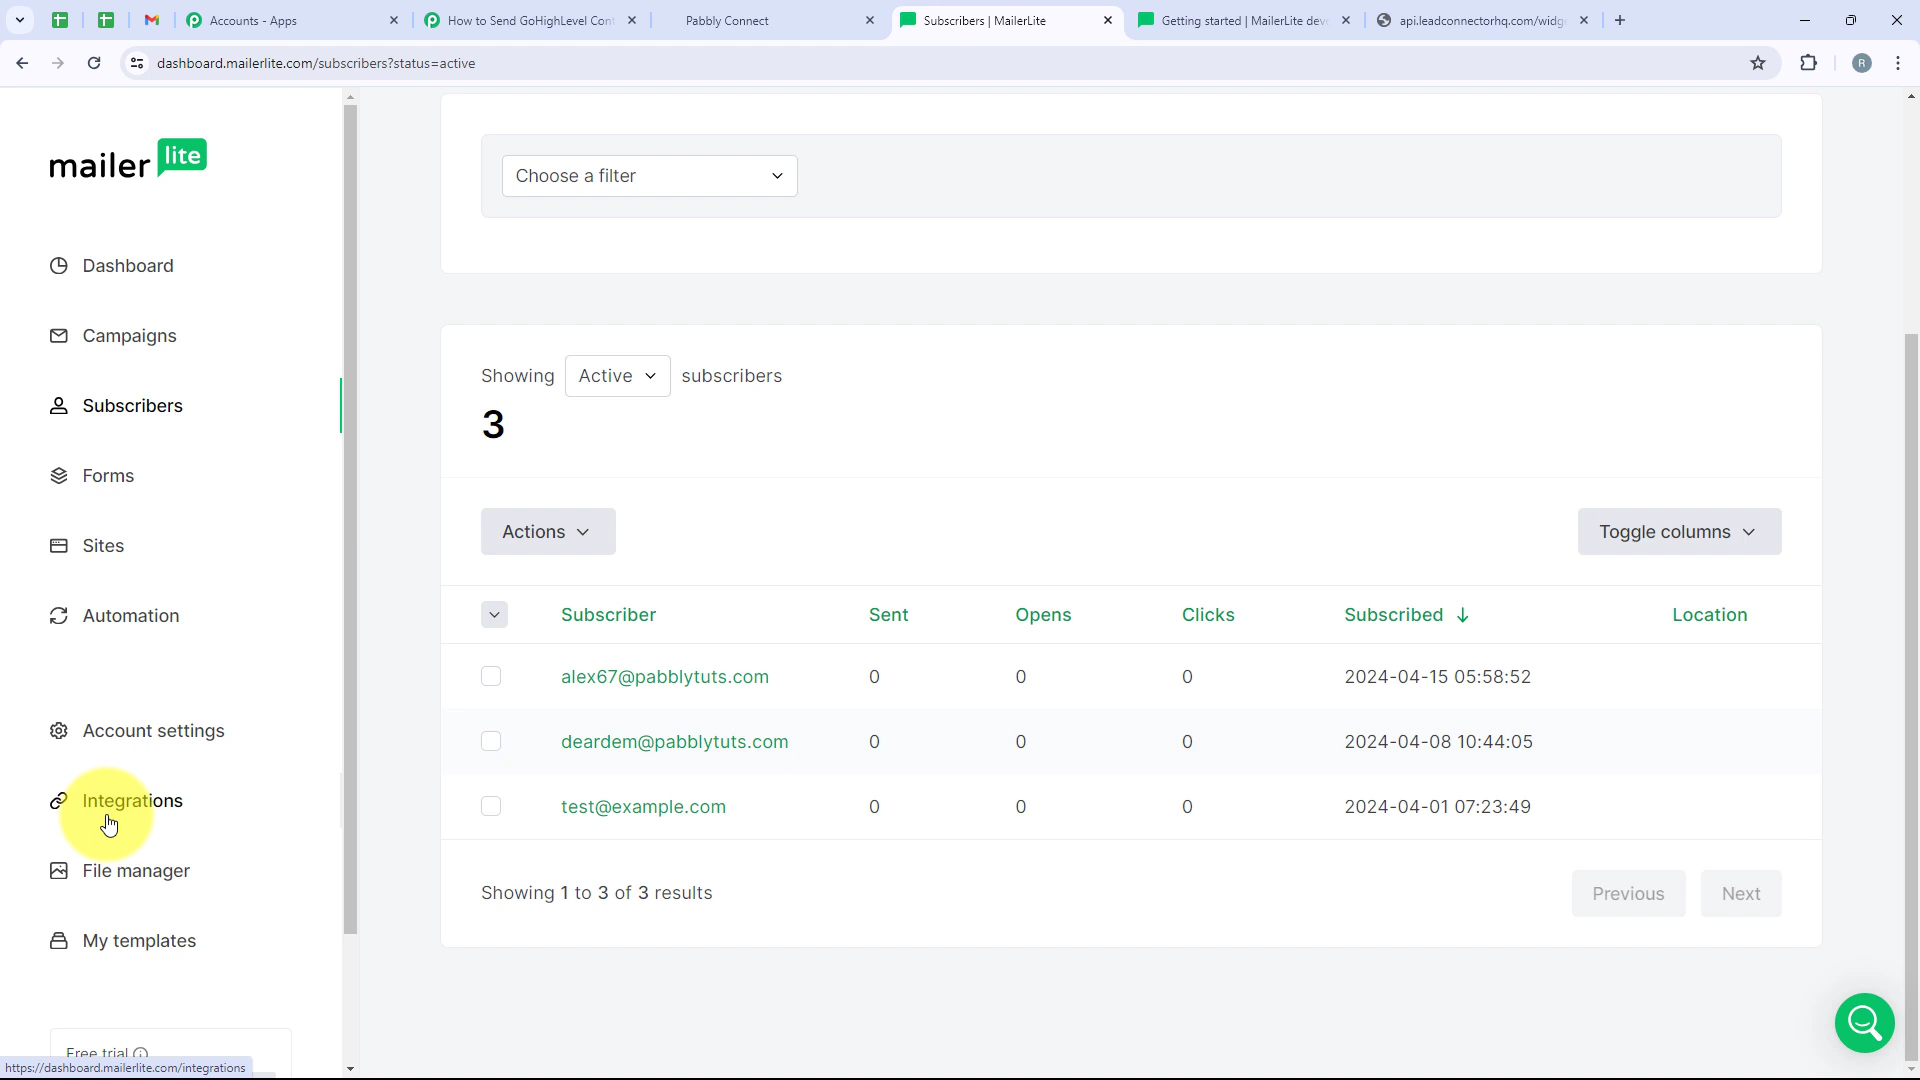 Accounts - Apps
How to Send GoHighLevel Cont
Pabbly Connect
Subscribers | MailerLite
Getting started | MailerLite deve
api.leadconnectorhq.com/widge
dashboard.mailerlite.com/subscribers?status=active
R
mailer lite
Dashboard
Campaigns
Subscribers
Forms
Sites
Automation
Account settings
Integrations
File manager
My templates
Free trial
https://dashboard.mailerlite.com/integrations
Choose a filter
Showing Active subscribers
3
Actions
Toggle columns
Subscriber Sent Opens Clicks Subscribed Location
alex67@pabblytuts.com 0 0 0 2024-04-15 05:58:52
deardem@pabblytuts.com 0 0 0 2024-04-08 10:44:05
test@example.com 0 0 0 2024-04-01 07:23:49
Showing 1 to 3 of 3 results
Previous Next